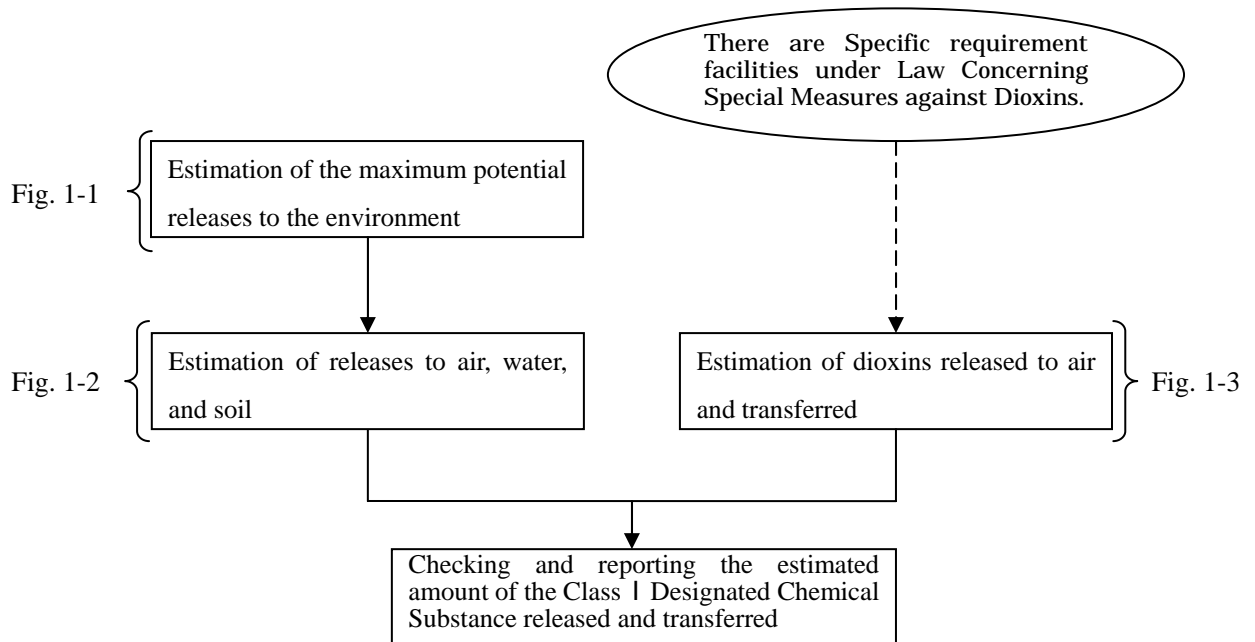 There are Specific requirement
facilities under Law Concerning
Special Measures against Dioxins.
Fig. 1-1
Estimation of the maximum potential
releases to the environment
Fig. 1-2
Estimation of releases to air, water,
and soil
Estimation of dioxins released to air
and transferred
Fig. 1-3
Checking and reporting the estimated
amount of the Class Ⅰ Designated Chemical
Substance released and transferred